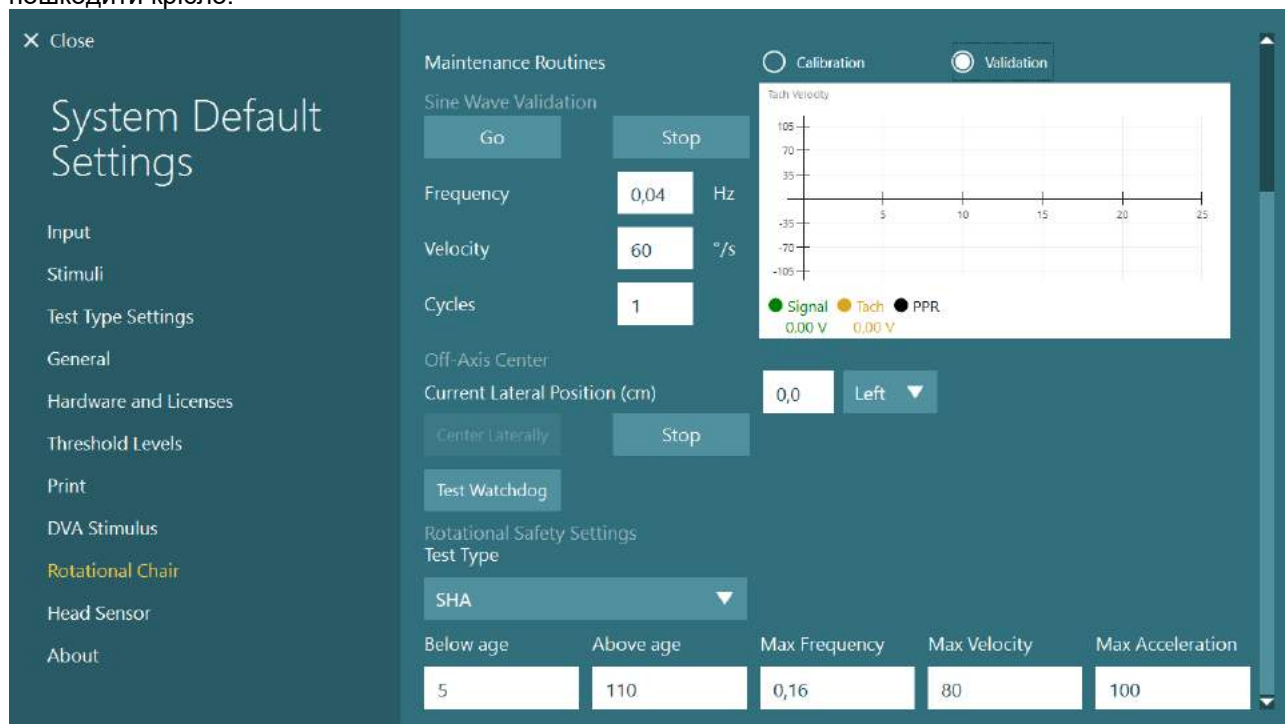 пошкодити крісло.
× Close
System Default
Settings
Input
Stimuli
Test Type Settings
General
Hardware and Licenses
Threshold Levels
Print
DVA Stimulus
Rotational Chair
Head Sensor
About
Maintenance Routines
Calibration Validation
Sine Wave Validation
Go Stop
Frequency 0,04 Hz
Velocity 60 °/s
Cycles 1
Tach Velocity
105
70
35
5 10 15 20 25
-35
-70
-105
Signal Tach PPR
0.00 V 0.00 V
Off-Axis Center
Current Lateral Position (cm) 0,0 Left
Center Laterally Stop
Test Watchdog
Rotational Safety Settings
Test Type
SHA
Below age Above age Max Frequency Max Velocity Max Acceleration
5 110 0,16 80 100